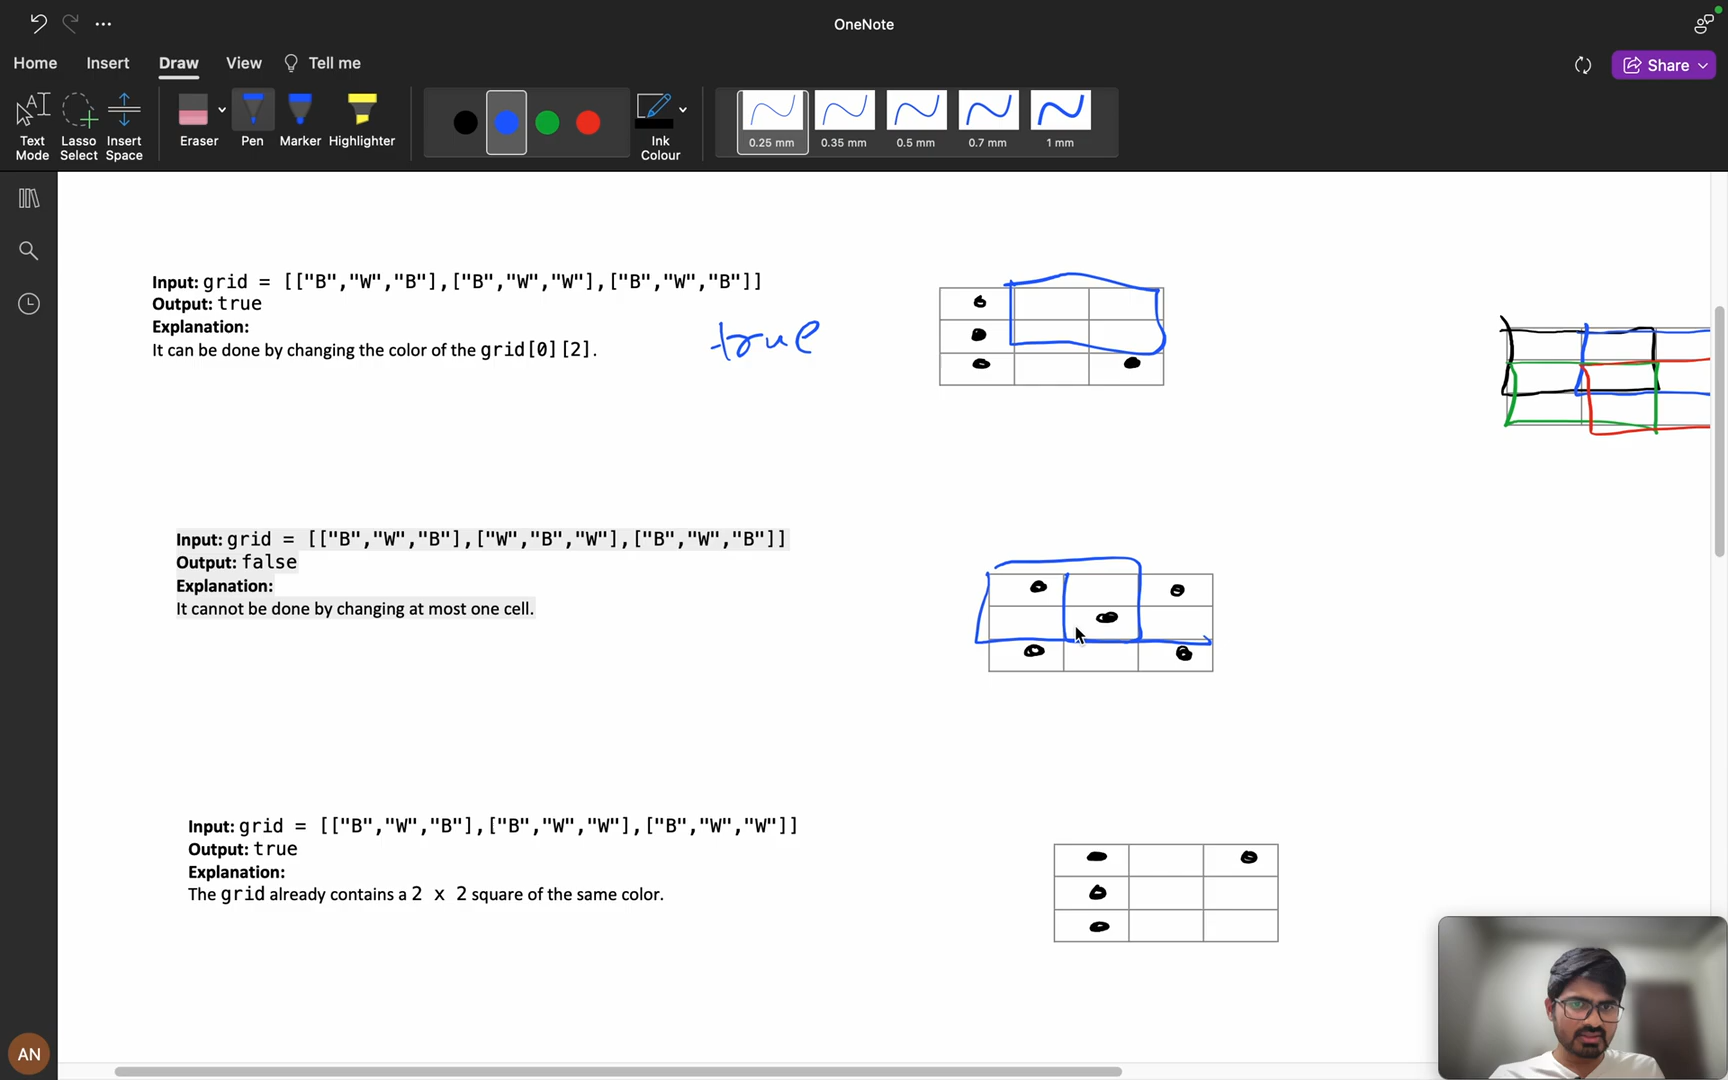 OneNote
Home Insert Draw View Tell me
Share
Text Mode
Lasso Select
Insert Space
Eraser
Pen
Marker
Highlighter
Ink Colour
0.25 mm
0.35 mm
0.5 mm
0.7 mm
1 mm
Input: grid = [["B","W","B"],["B","W","W"],["B","W","B"]]
Output: true
Explanation:
It can be done by changing the color of the grid[0][2].
true
Input: grid = [["B","W","B"],["W","B","W"],["B","W","B"]]
Output: false
Explanation:
It cannot be done by changing at most one cell.
Input: grid = [["B","W","B"],["B","W","W"],["B","W","W"]]
Output: true
Explanation:
The grid already contains a 2 x 2 square of the same color.
AN